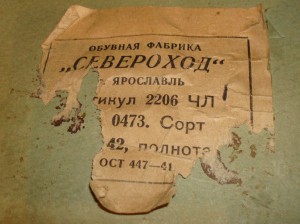 ОБУВНАЯ ФАБРИКА
„СЕВЕРОХОД“
ЯРОСЛАВЛЬ
тикул 2206 ЧЛ
0473. Сорт
42, полнота
ОСТ 447—41